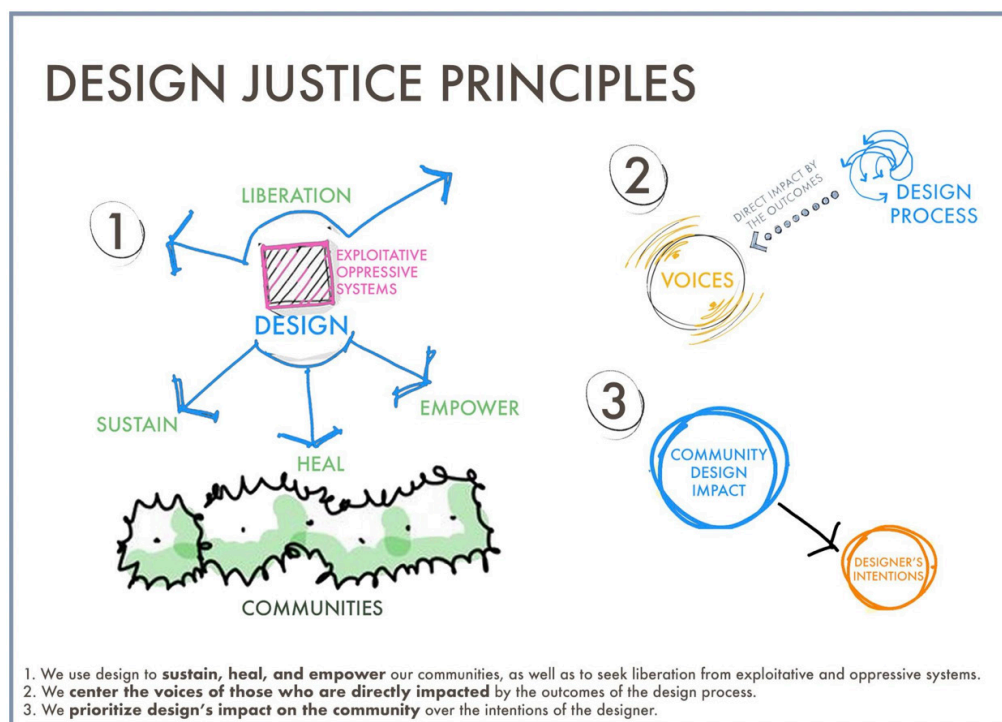 DESIGN JUSTICE PRINCIPLES
1
LIBERATION
EXPLOITATIVE
OPPRESSIVE
SYSTEMS
DESIGN
SUSTAIN
HEAL
EMPOWER
COMMUNITIES
2
DIRECT IMPACT BY
THE OUTCOMES
DESIGN
PROCESS
VOICES
3
COMMUNITY
DESIGN
IMPACT
DESIGNER'S
INTENTIONS
1. We use design to sustain, heal, and empower our communities, as well as to seek liberation from exploitative and oppressive systems.
2. We center the voices of those who are directly impacted by the outcomes of the design process.
3. We prioritize design's impact on the community over the intentions of the designer.